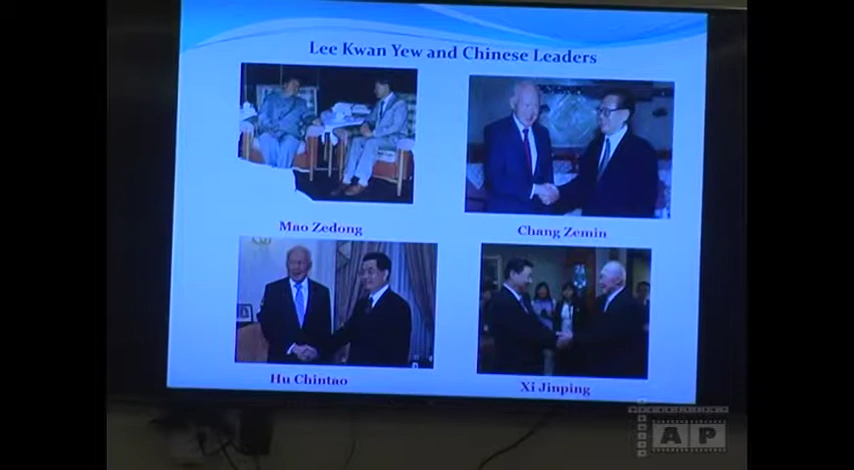 Lee Kwan Yew and Chinese Leaders
Mao Zedong
Chang Zemin
Hu Chintao
Xi Jinping
AP